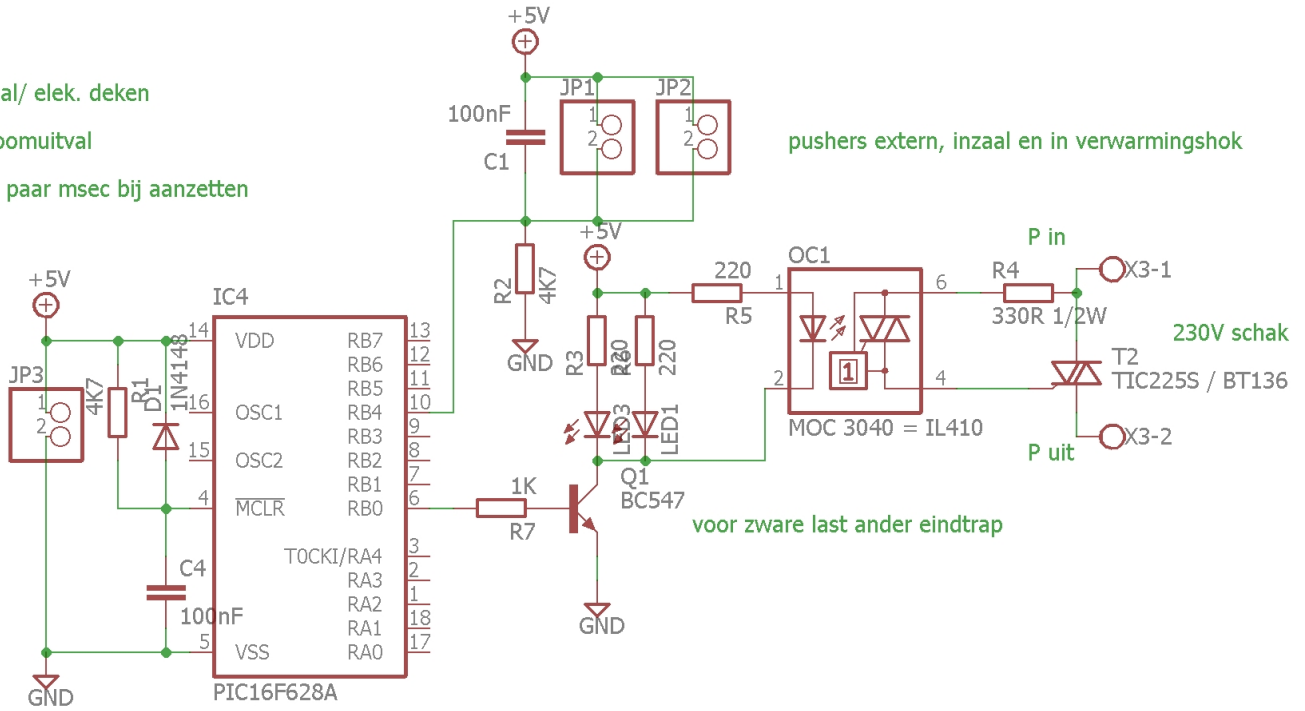 +5V
al/ elek. deken
100nF
C1
JP1
1
2
JP2
1
2
oomuitval
pushers extern, inzaal en in verwarmingshok
paar msec bij aanzetten
+5V
R2
4K7
GND
+5V
220
R5
OC1
1
2
6
4
1
MOC 3040 = IL410
P in
R4
330R 1/2W
X3-1
230V schak
T2
TIC225S / BT136
X3-2
P uit
JP3
1
2
4K7
R1
D1
1N4148
IC4
14
VDD
16
OSC1
15
OSC2
4
MCLR
5
VSS
RB7
13
RB6
12
RB5
11
RB4
10
RB3
9
RB2
8
RB1
7
RB0
6
T0CKI/RA4
3
RA3
2
RA2
1
RA1
18
RA0
17
PIC16F628A
C4
100nF
GND
R3
R6
220
LED3
LED1
1K
R7
Q1
BC547
GND
voor zware last ander eindtrap